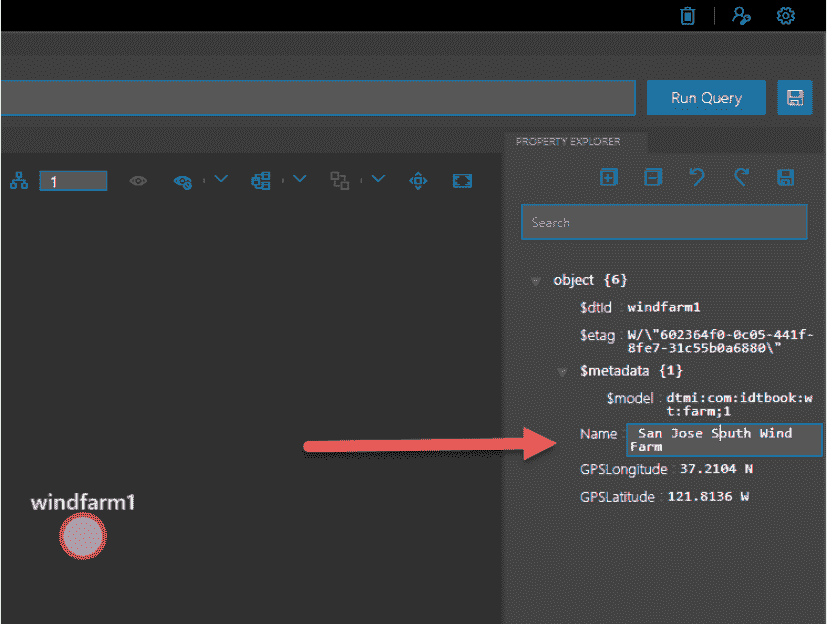 Run Query
PROPERTY EXPLORER
1
Search
object {6}
$dtId : windfarm1
$etag : W/\"602364f0-0c05-441f-
8fe7-31c55b0a6880\"
$metadata {1}
$model : dtmi:com:idtbook:w
t:farm;1
Name : San Jose South Wind
Farm
GPSLongitude : 37.2104 N
GPSLatitude : 121.8136 W
windfarm1